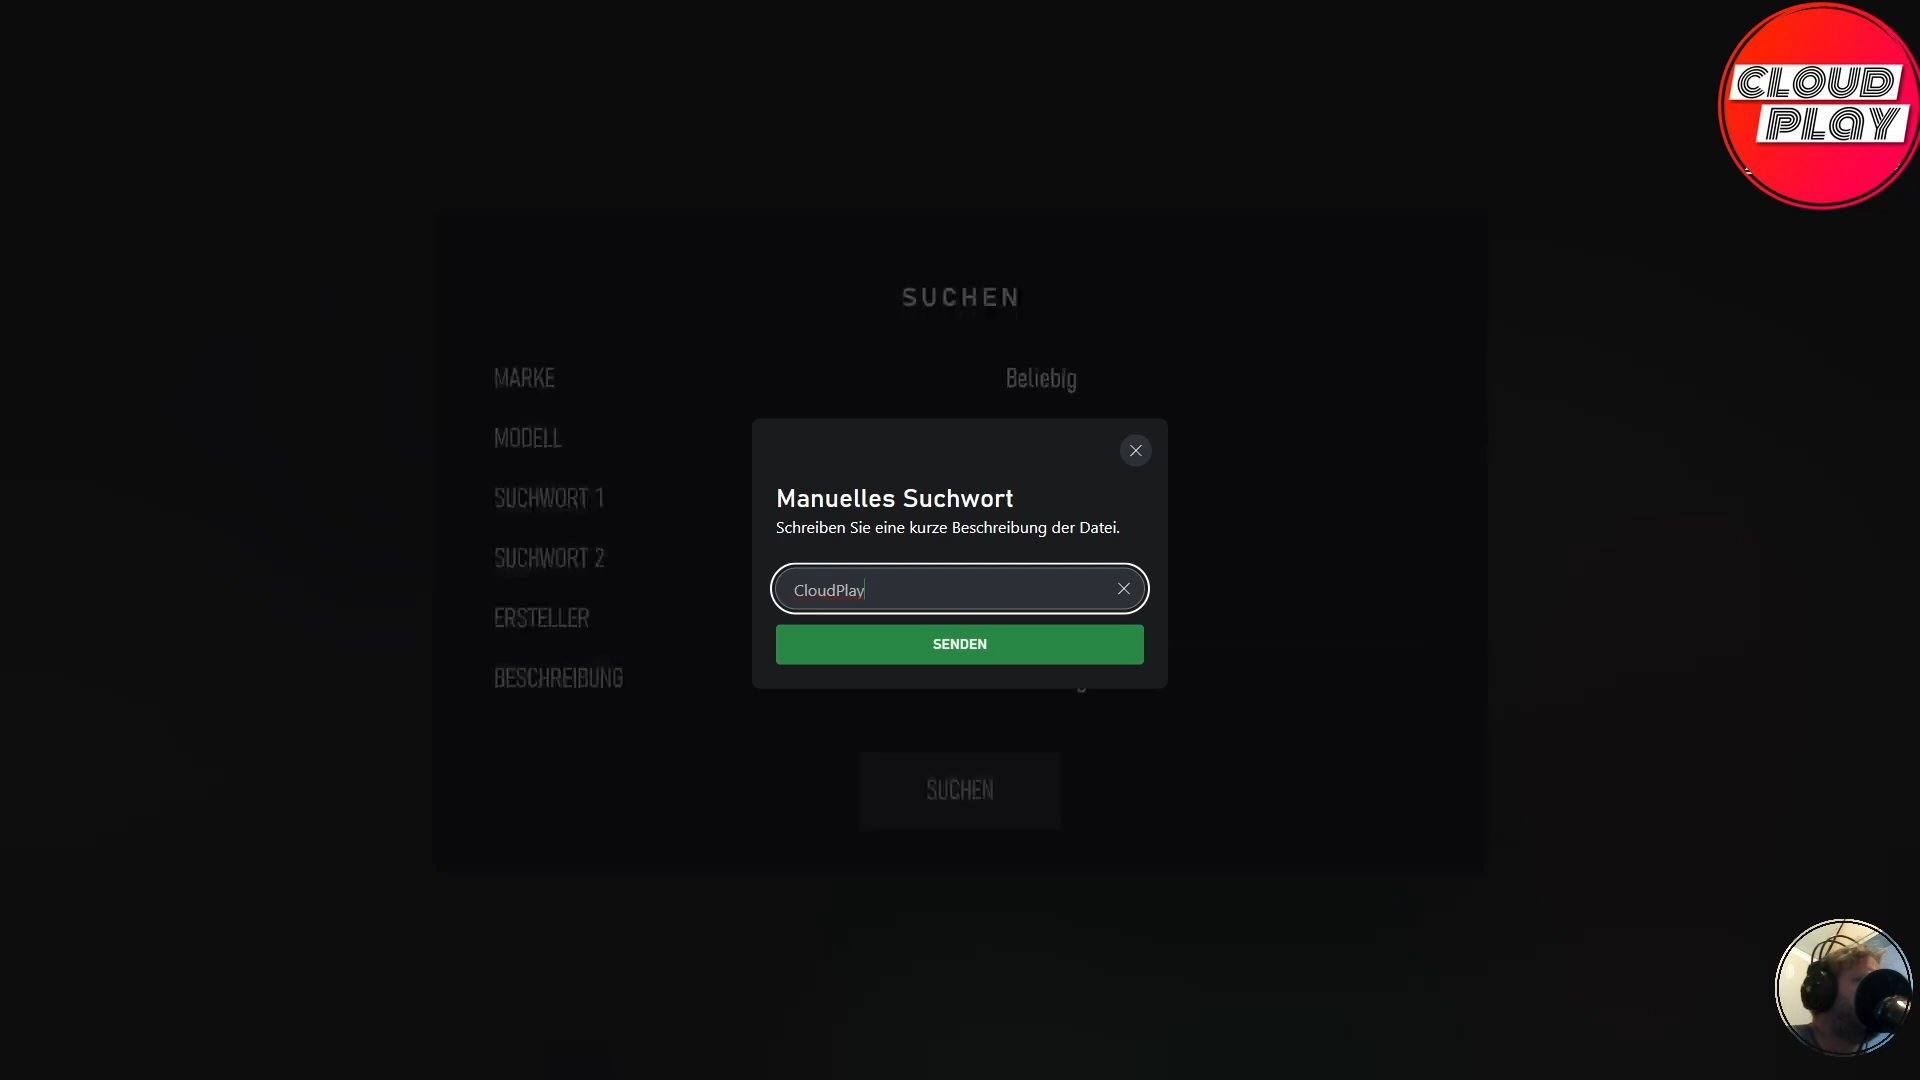 CLOUD
PLAY
SUCHEN
MARKE Beliebig
MODELL
SUCHWORT 1
SUCHWORT 2
ERSTELLER
BESCHREIBUNG
Manuelles Suchwort
Schreiben Sie eine kurze Beschreibung der Datei.
CloudPlay
SENDEN
SUCHEN